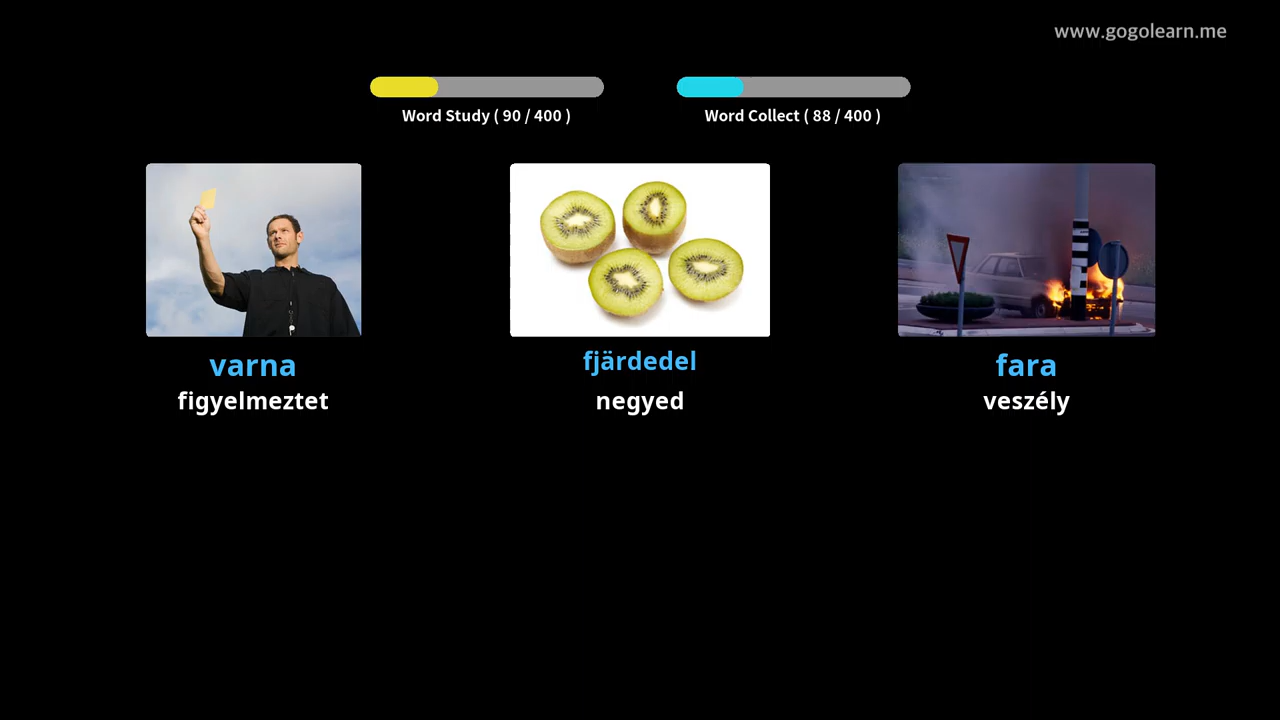 www.gogolearn.me
Word Study ( 90 / 400 )
Word Collect ( 88 / 400 )
varna
figyelmeztet
fjärdedel
negyed
fara
veszély